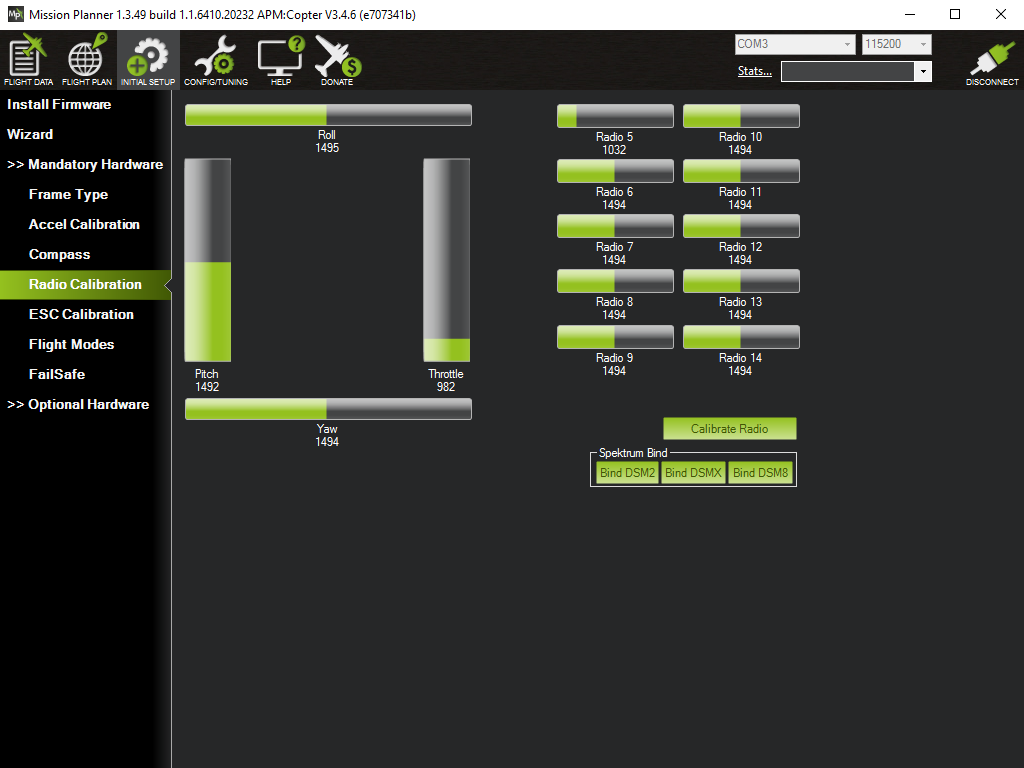 Mission Planner 1.3.49 build 1.1.6410.20232 APM:Copter V3.4.6 (e707341b)
FLIGHT DATA
FLIGHT PLAN
INITIAL SETUP
CONFIG/TUNING
HELP
DONATE
COM3
115200
Stats...
DISCONNECT
Install Firmware
Wizard
>> Mandatory Hardware
Frame Type
Accel Calibration
Compass
Radio Calibration
ESC Calibration
Flight Modes
FailSafe
>> Optional Hardware
Roll
1495
Pitch
1492
Throttle
982
Yaw
1494
Radio 5
1032
Radio 10
1494
Radio 6
1494
Radio 11
1494
Radio 7
1494
Radio 12
1494
Radio 8
1494
Radio 13
1494
Radio 9
1494
Radio 14
1494
Calibrate Radio
Spektrum Bind
Bind DSM2
Bind DSMX
Bind DSM8